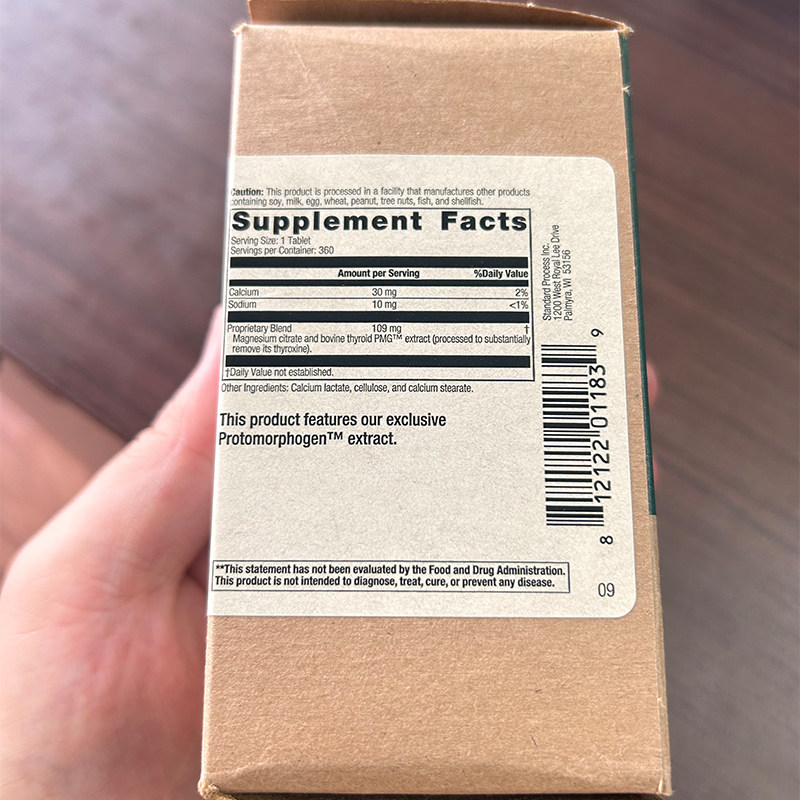 Caution: This product is processed in a facility that manufactures other products
containing soy, milk, egg, wheat, peanut, tree nuts, fish, and shellfish.
Supplement Facts
Serving Size: 1 Tablet
Servings per Container: 360
Amount per Serving %Daily Value
Calcium 30 mg 2%
Sodium 10 mg <1%
Proprietary Blend 109 mg †
Magnesium citrate and bovine thyroid PMG™ extract (processed to substantially
remove its thyroxine).
†Daily Value not established.
Other Ingredients: Calcium lactate, cellulose, and calcium stearate.
This product features our exclusive
Protomorphogen™ extract.
**This statement has not been evaluated by the Food and Drug Administration.
This product is not intended to diagnose, treat, cure, or prevent any disease.
Standard Process Inc.
1200 West Royal Lee Drive
Palmyra, WI 53156
8 12122 01183 9
09